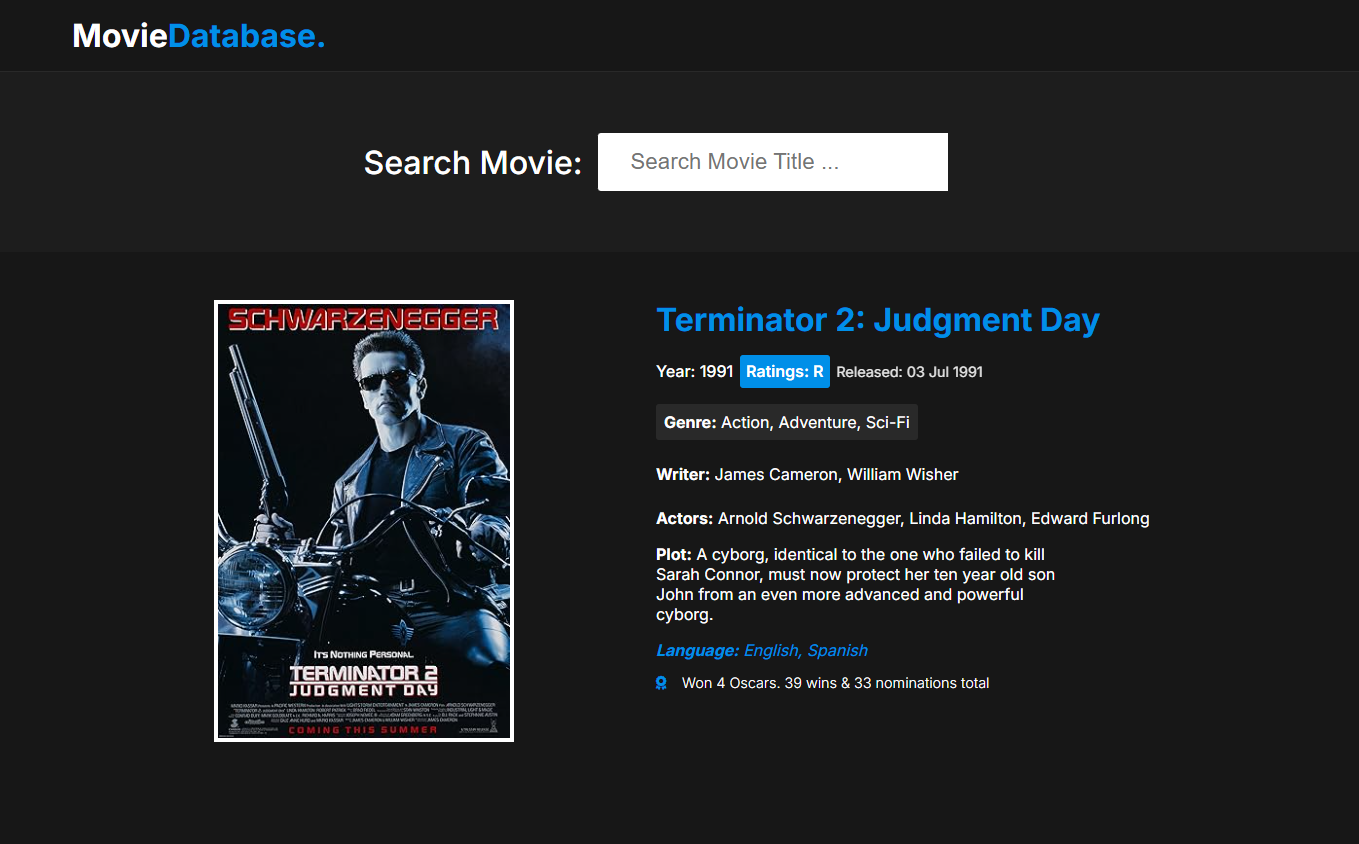 MovieDatabase.
Search Movie:
Search Movie Title ...
SCHWARZENEGGER
IT'S NOTHING PERSONAL.
TERMINATOR 2
JUDGMENT DAY
COMING THIS SUMMER
Terminator 2: Judgment Day
Year: 1991 Ratings: R Released: 03 Jul 1991
Genre: Action, Adventure, Sci-Fi
Writer: James Cameron, William Wisher
Actors: Arnold Schwarzenegger, Linda Hamilton, Edward Furlong
Plot: A cyborg, identical to the one who failed to kill
Sarah Connor, must now protect her ten year old son
John from an even more advanced and powerful
cyborg.
Language: English, Spanish
Won 4 Oscars. 39 wins & 33 nominations total